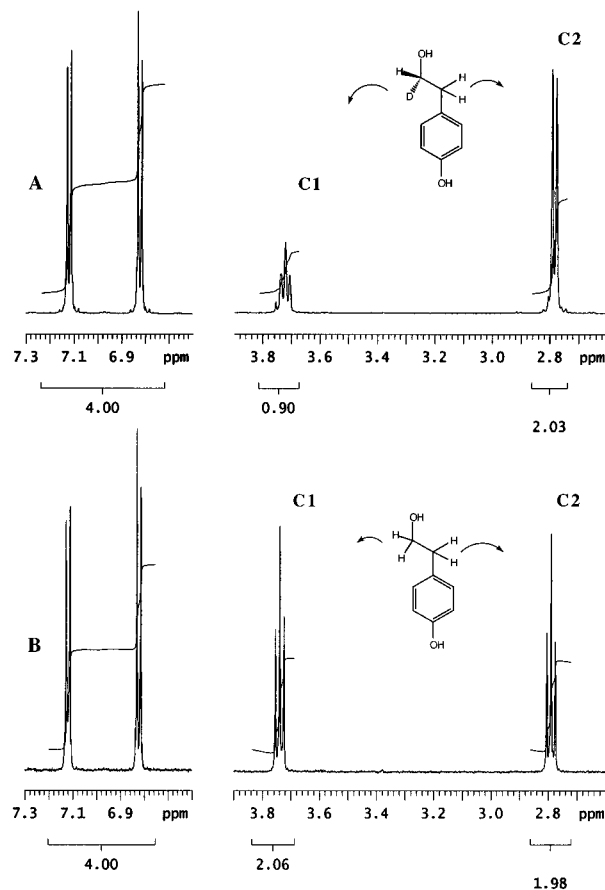 OH
C2
H
H
D
H
A
C1
OH
7.3 7.1 6.9 ppm
3.8 3.6 3.4 3.2 3.0 2.8 ppm
4.00
0.90
2.03
C1
C2
OH
H
H
H
H
B
OH
7.3 7.1 6.9 ppm
3.8 3.6 3.4 3.2 3.0 2.8 ppm
4.00
2.06
1.98